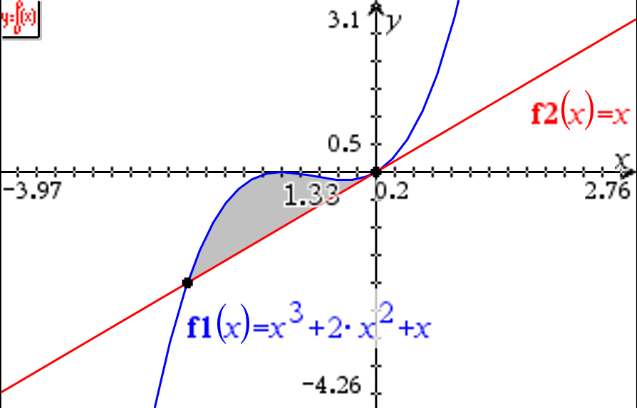 y=∫(x)
3.1 y
f2(x)=x
0.5
x
-3.97 1.33 0.2 2.76
f1(x)=x³+2·x²+x
-4.26